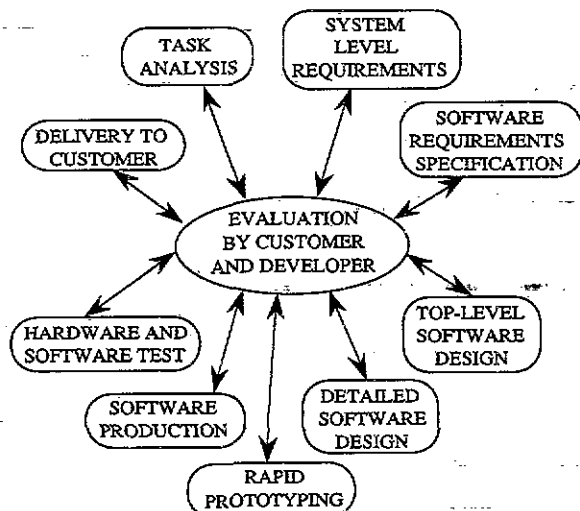 TASK
ANALYSIS
SYSTEM
LEVEL
REQUIREMENTS
SOFTWARE
REQUIREMENTS
SPECIFICATION
DELIVERY TO
CUSTOMER
EVALUATION
BY CUSTOMER
AND DEVELOPER
TOP-LEVEL
SOFTWARE
DESIGN
HARDWARE AND
SOFTWARE TEST
SOFTWARE
PRODUCTION
DETAILED
SOFTWARE
DESIGN
RAPID
PROTOTYPING